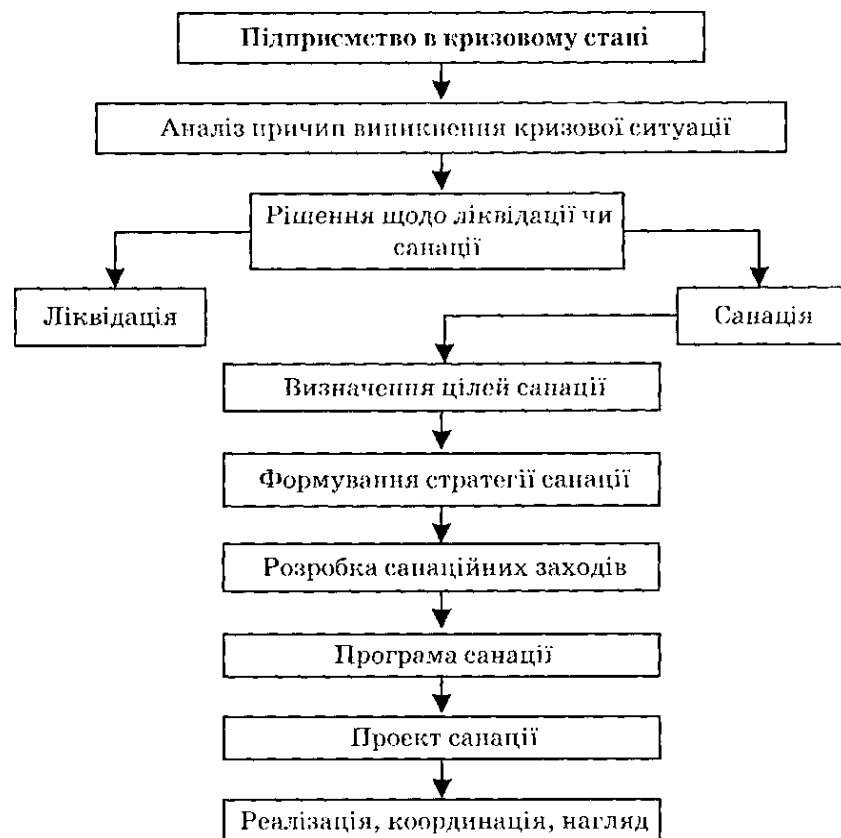 Підприємство в кризовому стані
Аналіз причин виникнення кризової ситуації
Рішення щодо ліквідації чи
санації
Ліквідація
Санація
Визначення цілей санації
Формування стратегії санації
Розробка санаційних заходів
Програма санації
Проект санації
Реалізація, координація, нагляд